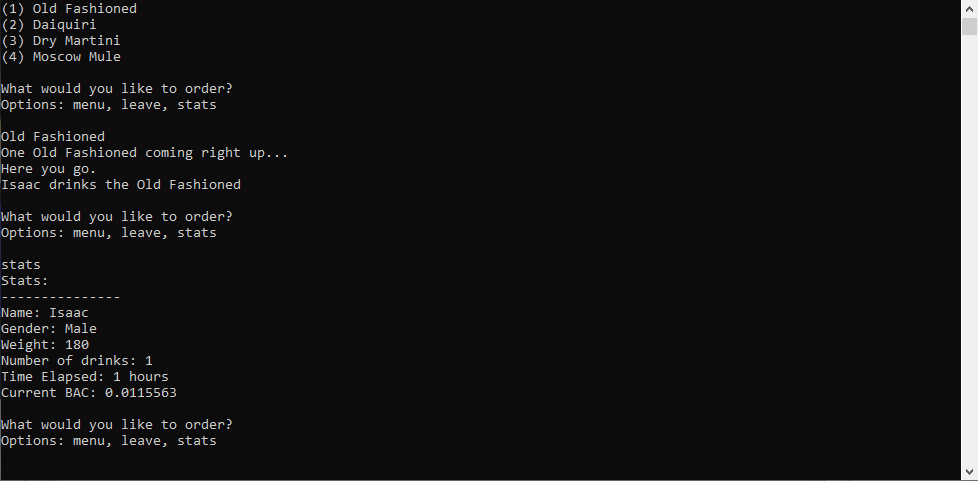 (1) Old Fashioned
(2) Daiquiri
(3) Dry Martini
(4) Moscow Mule
What would you like to order?
Options: menu, leave, stats
Old Fashioned
One Old Fashioned coming right up...
Here you go.
Isaac drinks the Old Fashioned
What would you like to order?
Options: menu, leave, stats
stats
Stats:
---------------
Name: Isaac
Gender: Male
Weight: 180
Number of drinks: 1
Time Elapsed: 1 hours
Current BAC: 0.0115563
What would you like to order?
Options: menu, leave, stats